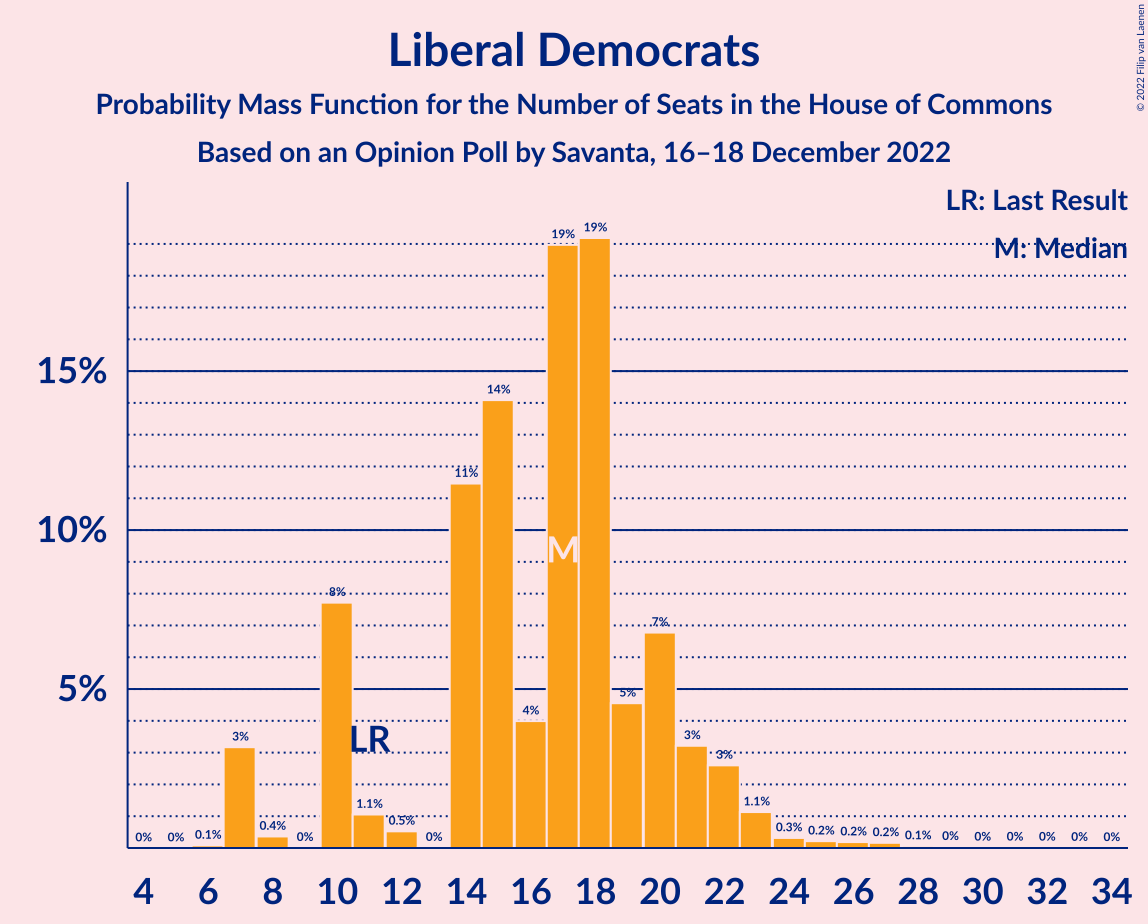 Liberal Democrats
Probability Mass Function for the Number of Seats in the House of Commons
Based on an Opinion Poll by Savanta, 16–18 December 2022
© 2022 Filip van Laenen
LR: Last Result
M: Median
15%
10%
5%
0% 0% 0.1% 3% 0.4% 0% 8% 1.1% 0.5% 0% 11% 14% 4% 19% 19% 5% 7% 3% 3% 1.1% 0.3% 0.2% 0.2% 0.2% 0.1% 0% 0% 0% 0% 0% 0%
LR
M
4 6 8 10 12 14 16 18 20 22 24 26 28 30 32 34